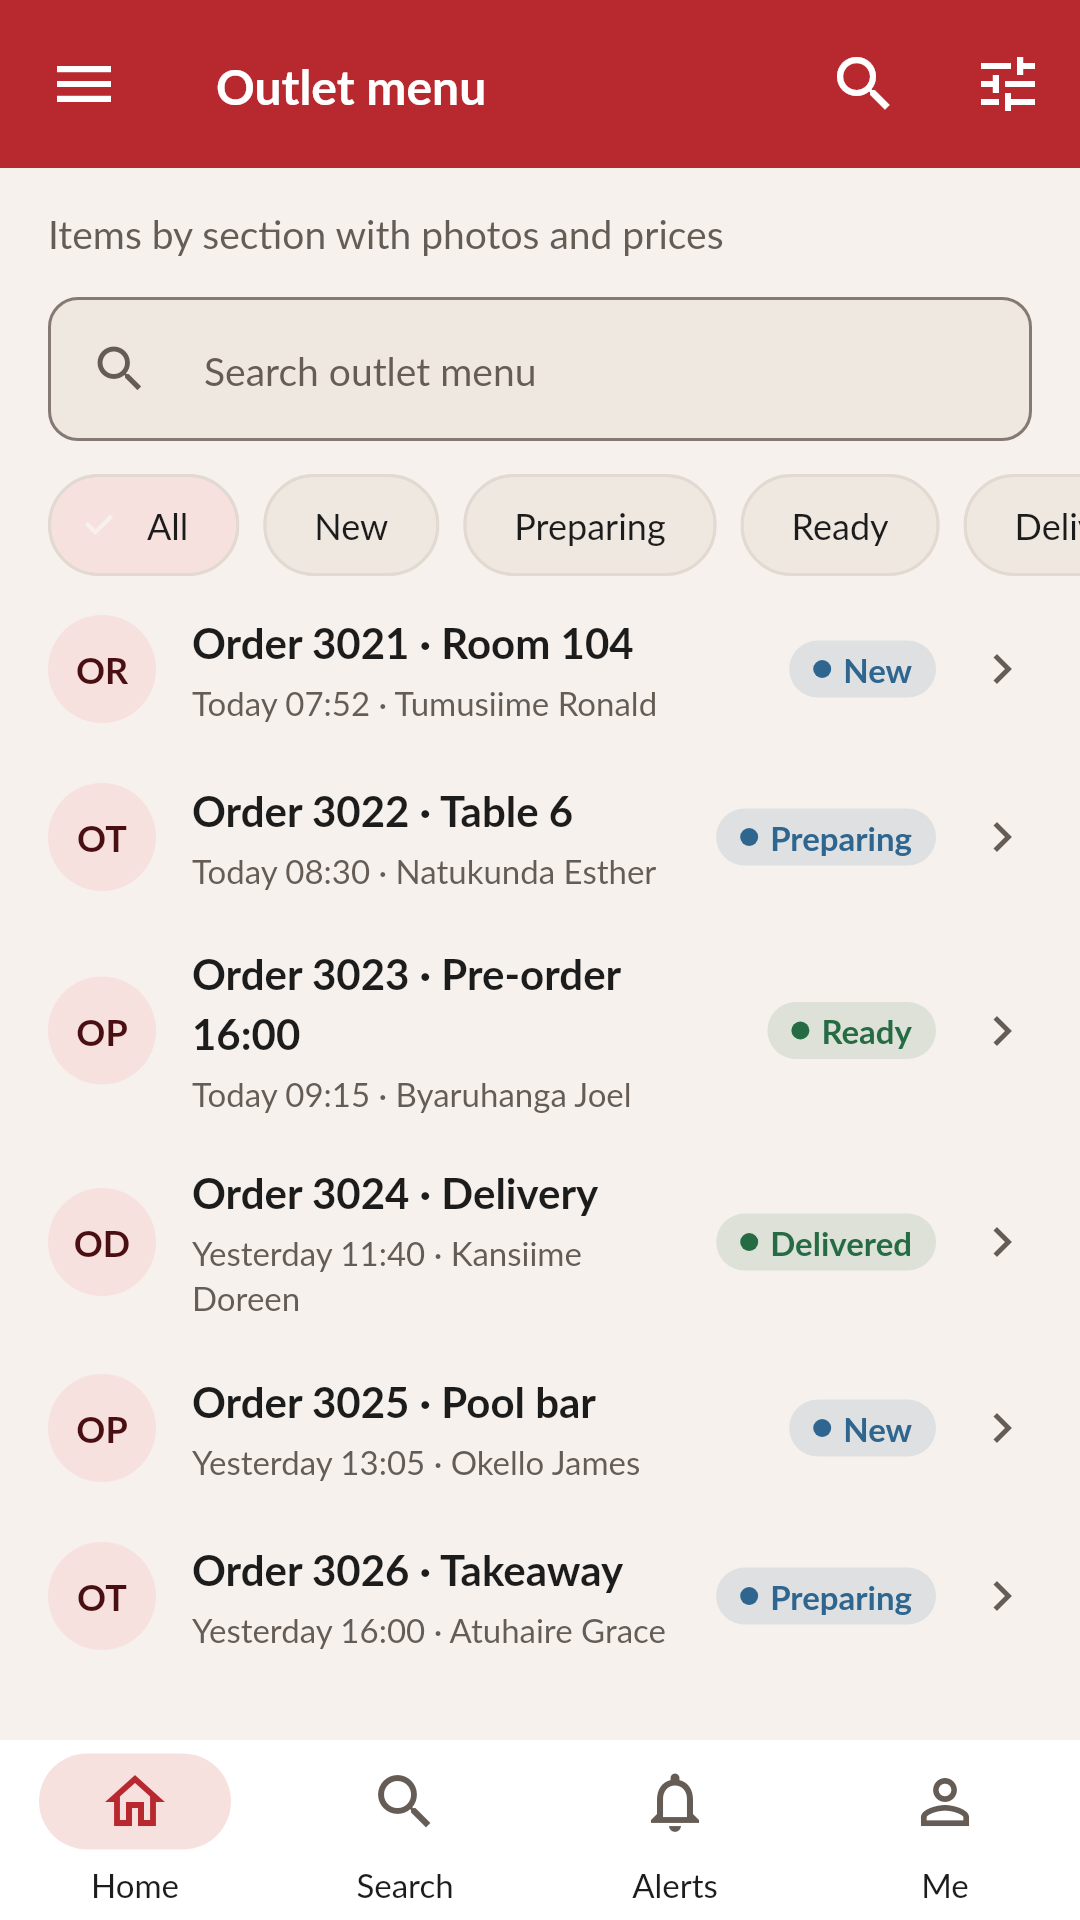 Outlet menu
Items by section with photos and prices
Search outlet menu
All
New
Preparing
Ready
Deliv
OR
Order 3021 · Room 104
Today 07:52 · Tumusiime Ronald
New
OT
Order 3022 · Table 6
Today 08:30 · Natukunda Esther
Preparing
OP
Order 3023 · Pre-order
16:00
Today 09:15 · Byaruhanga Joel
Ready
OD
Order 3024 · Delivery
Yesterday 11:40 · Kansiime
Doreen
Delivered
OP
Order 3025 · Pool bar
Yesterday 13:05 · Okello James
New
OT
Order 3026 · Takeaway
Yesterday 16:00 · Atuhaire Grace
Preparing
Home
Search
Alerts
Me